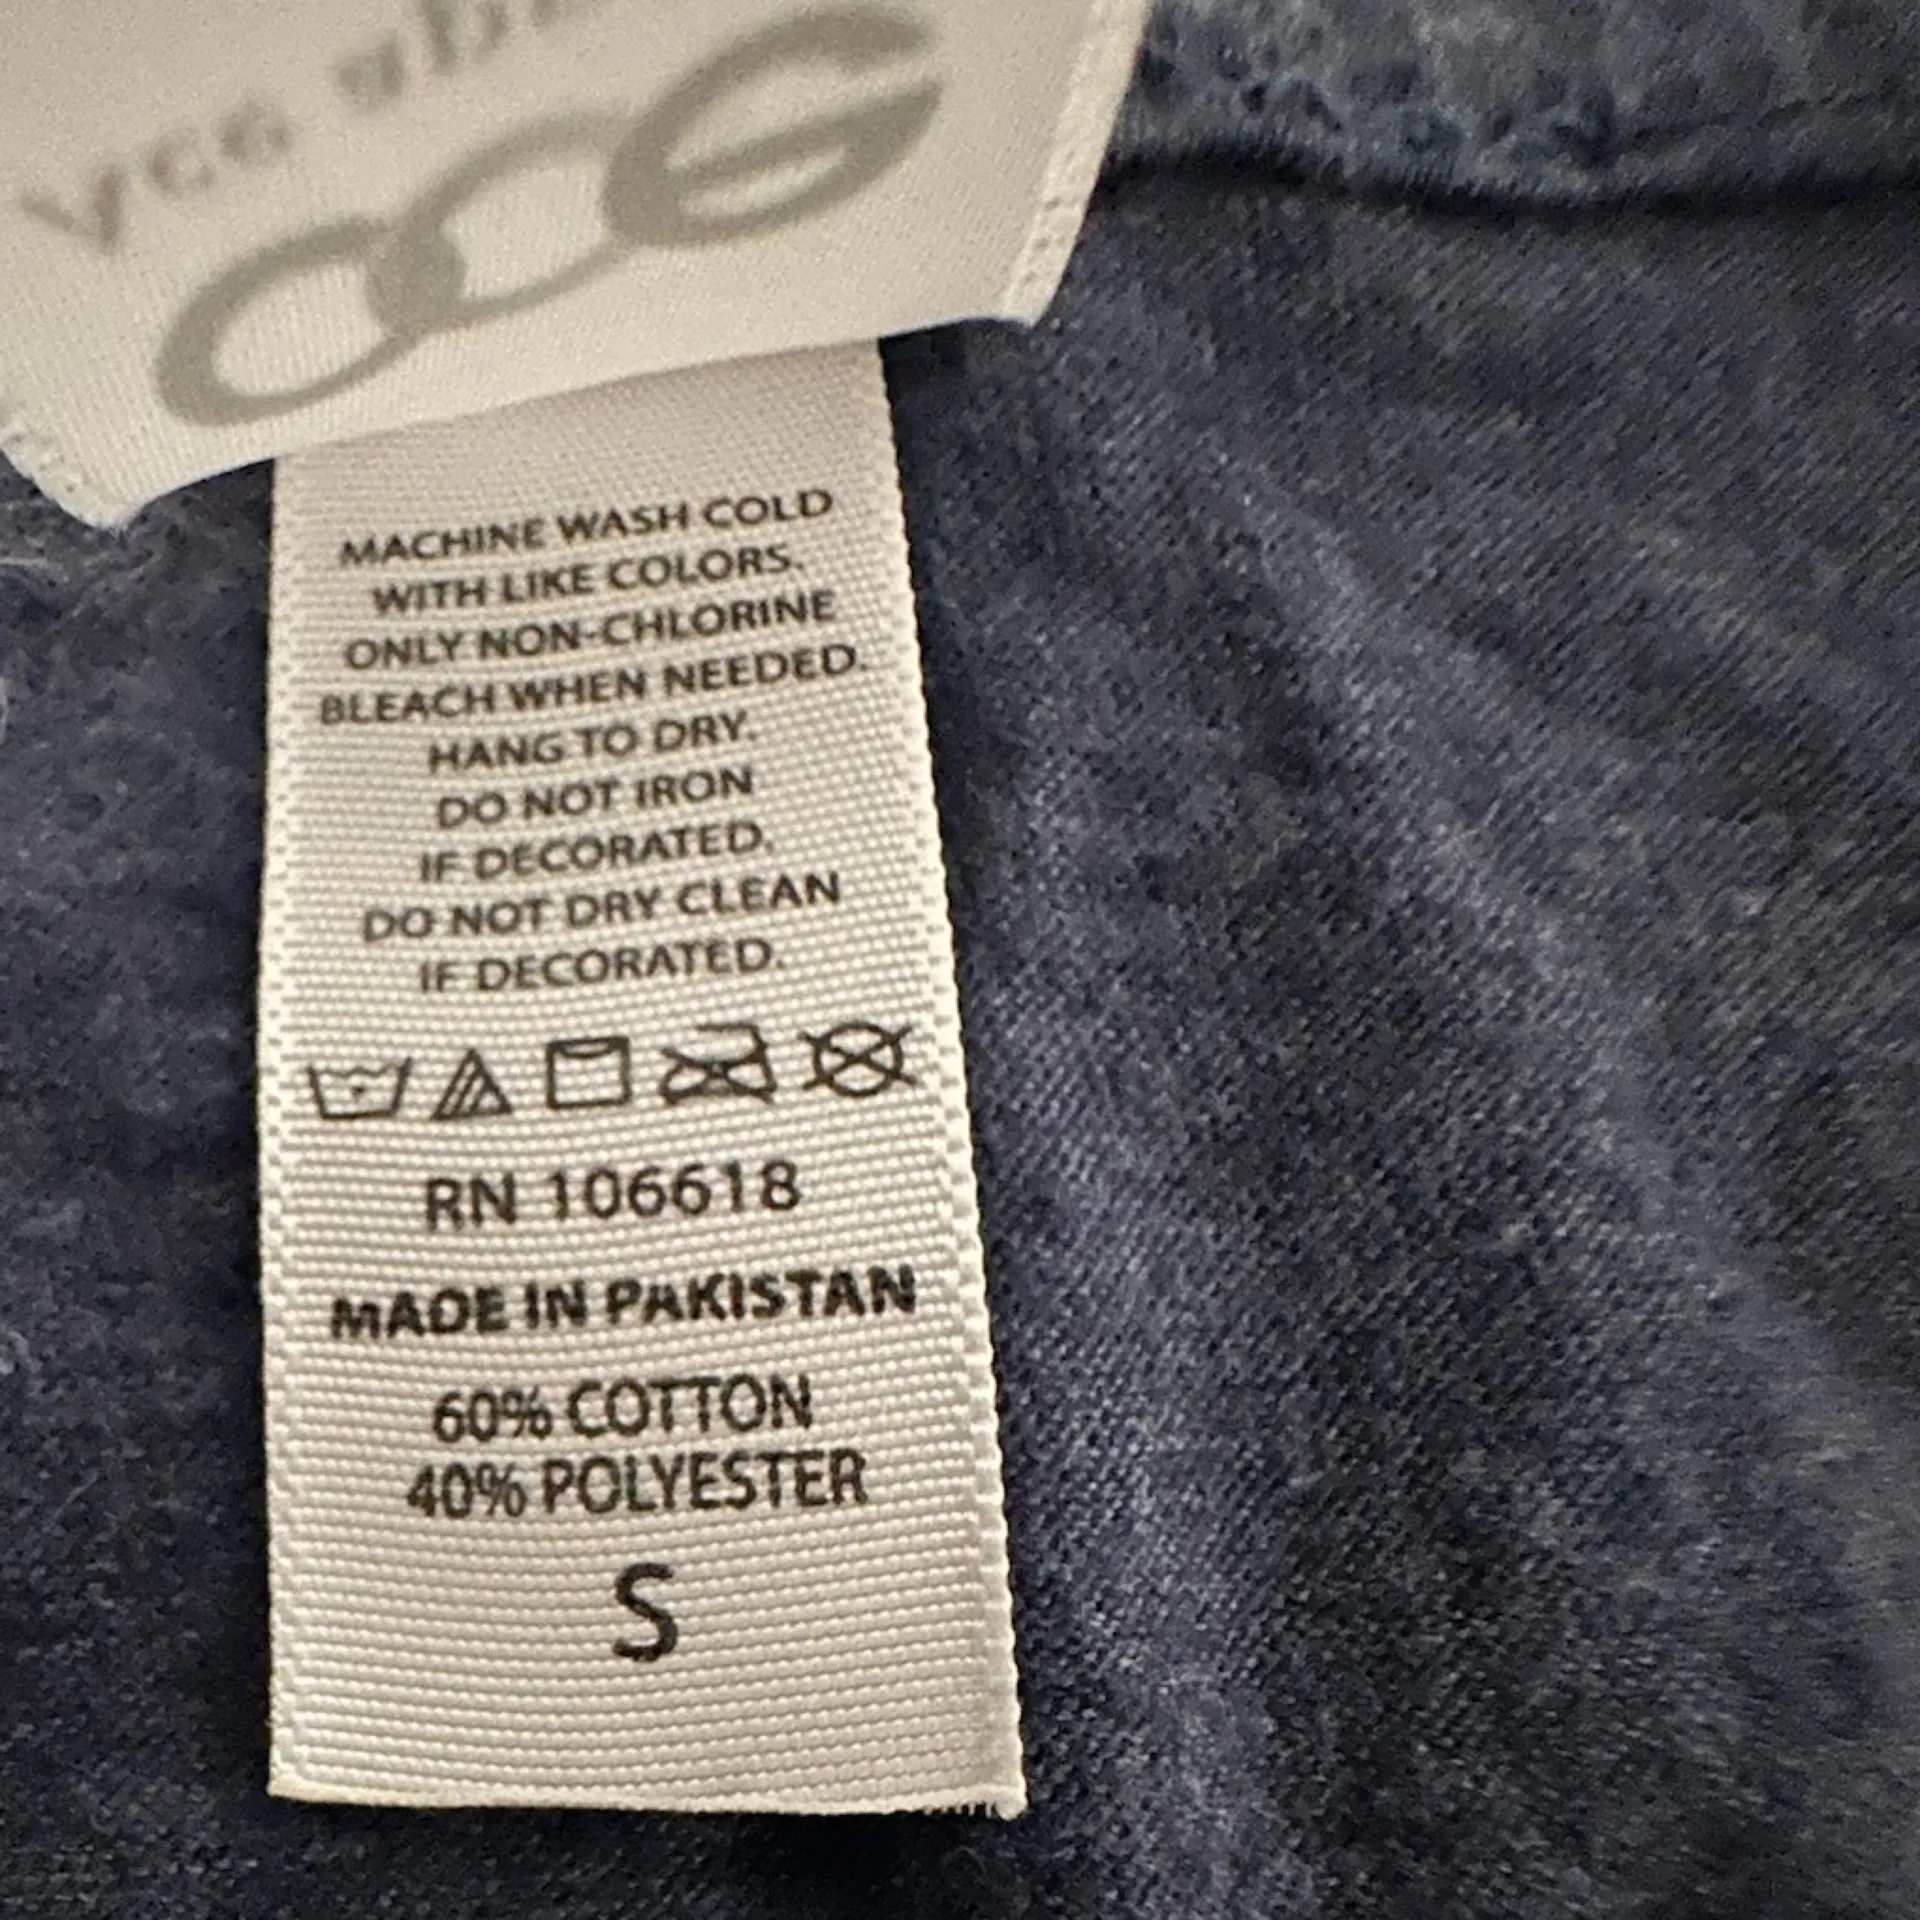 MACHINE WASH COLD
WITH LIKE COLORS.
ONLY NON-CHLORINE
BLEACH WHEN NEEDED.
HANG TO DRY.
DO NOT IRON
IF DECORATED.
DO NOT DRY CLEAN
IF DECORATED.
RN 106618
MADE IN PAKISTAN
60% COTTON
40% POLYESTER
S